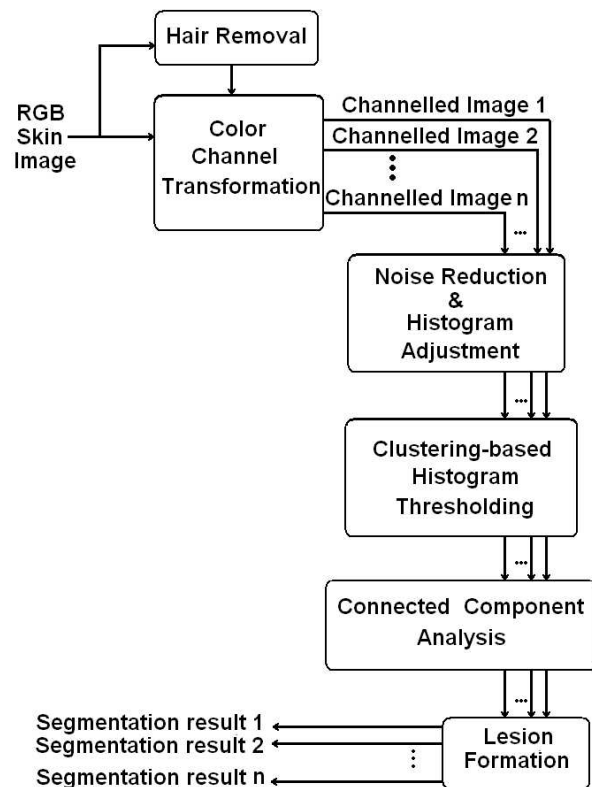 Hair Removal
RGB
Skin
Image
Color
Channel
Transformation
Channelled Image 1
Channelled Image 2
Channelled Image n
...
Noise Reduction
&
Histogram
Adjustment
...
Clustering-based
Histogram
Thresholding
...
Connected Component
Analysis
...
Lesion
Formation
Segmentation result 1
Segmentation result 2
Segmentation result n